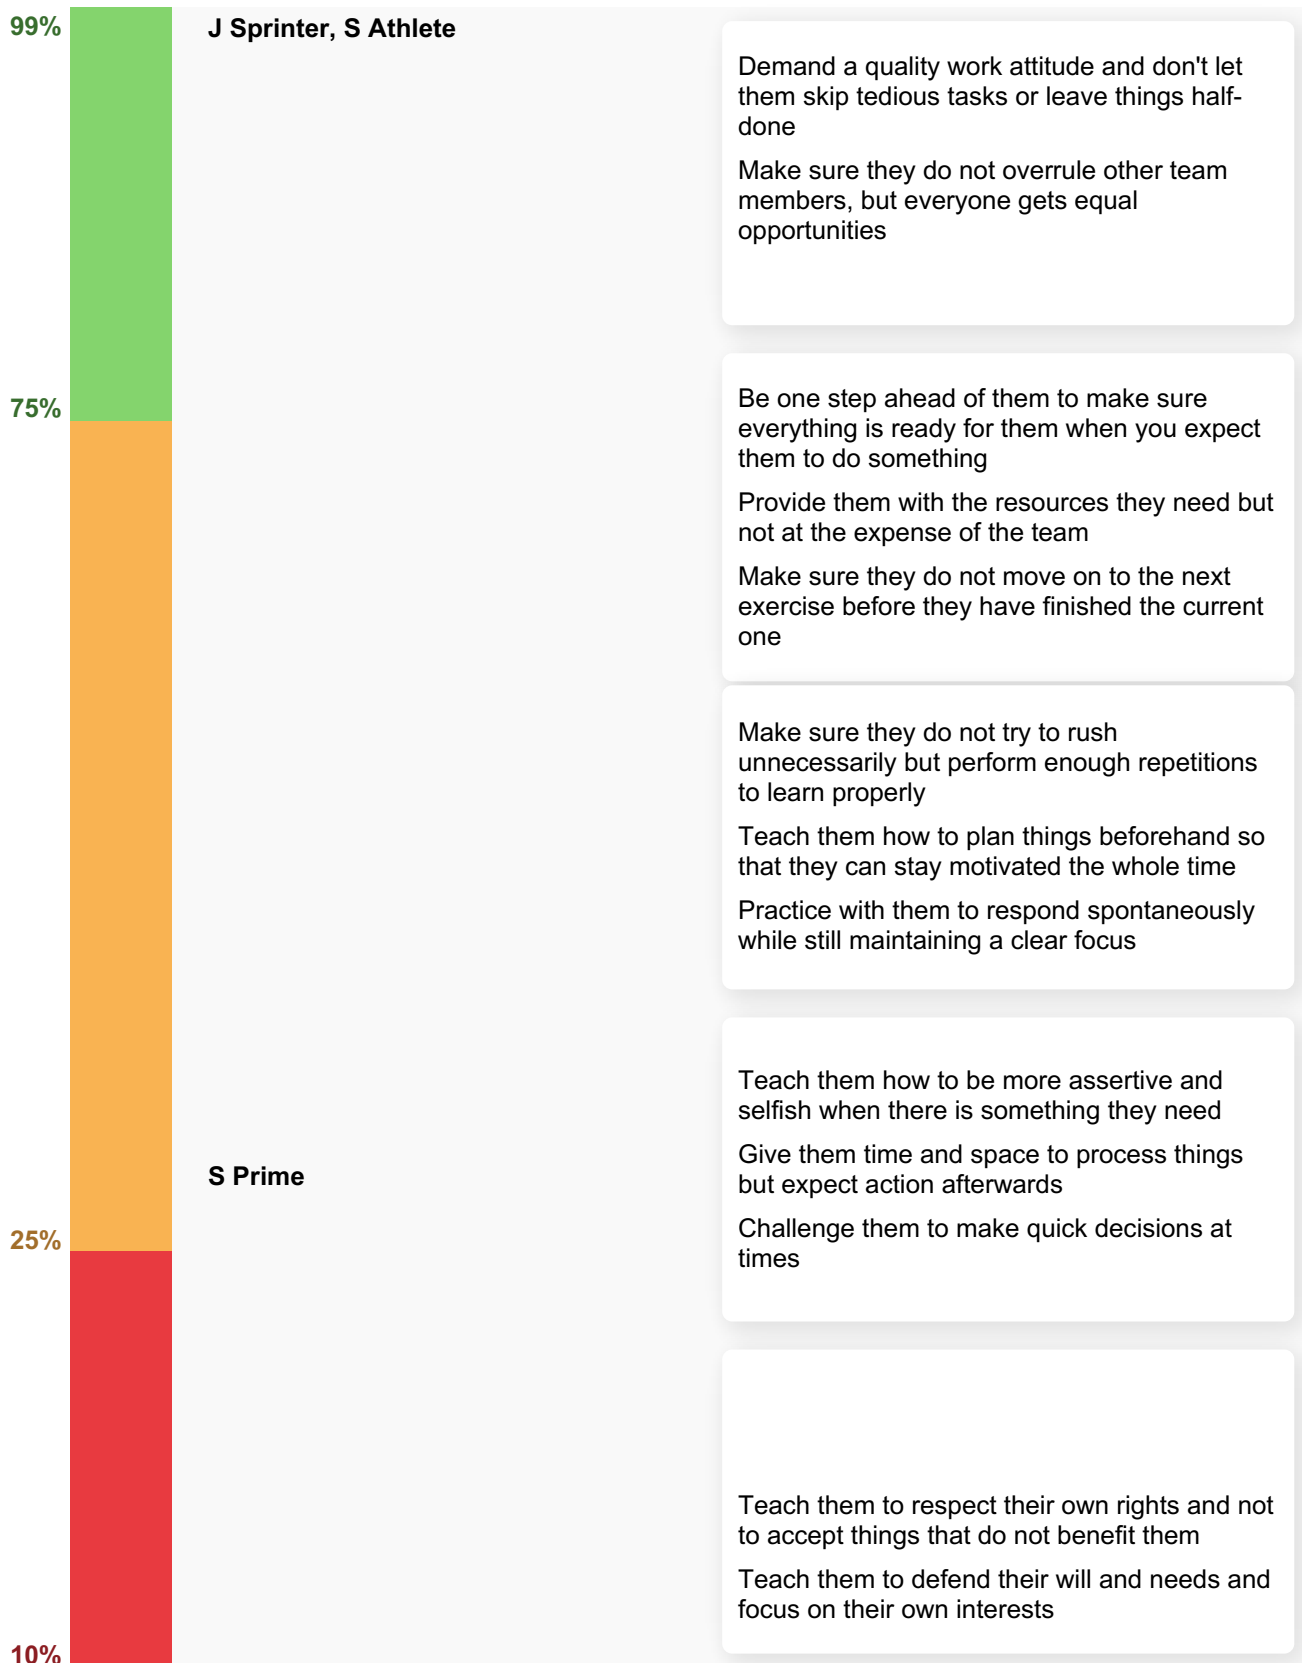 99%
J Sprinter, S Athlete
Demand a quality work attitude and don't let
them skip tedious tasks or leave things half-
done
Make sure they do not overrule other team
members, but everyone gets equal
opportunities
75%
Be one step ahead of them to make sure
everything is ready for them when you expect
them to do something
Provide them with the resources they need but
not at the expense of the team
Make sure they do not move on to the next
exercise before they have finished the current
one
Make sure they do not try to rush
unnecessarily but perform enough repetitions
to learn properly
Teach them how to plan things beforehand so
that they can stay motivated the whole time
Practice with them to respond spontaneously
while still maintaining a clear focus
Teach them how to be more assertive and
selfish when there is something they need
Give them time and space to process things
but expect action afterwards
Challenge them to make quick decisions at
times
S Prime
25%
Teach them to respect their own rights and not
to accept things that do not benefit them
Teach them to defend their will and needs and
focus on their own interests
10%